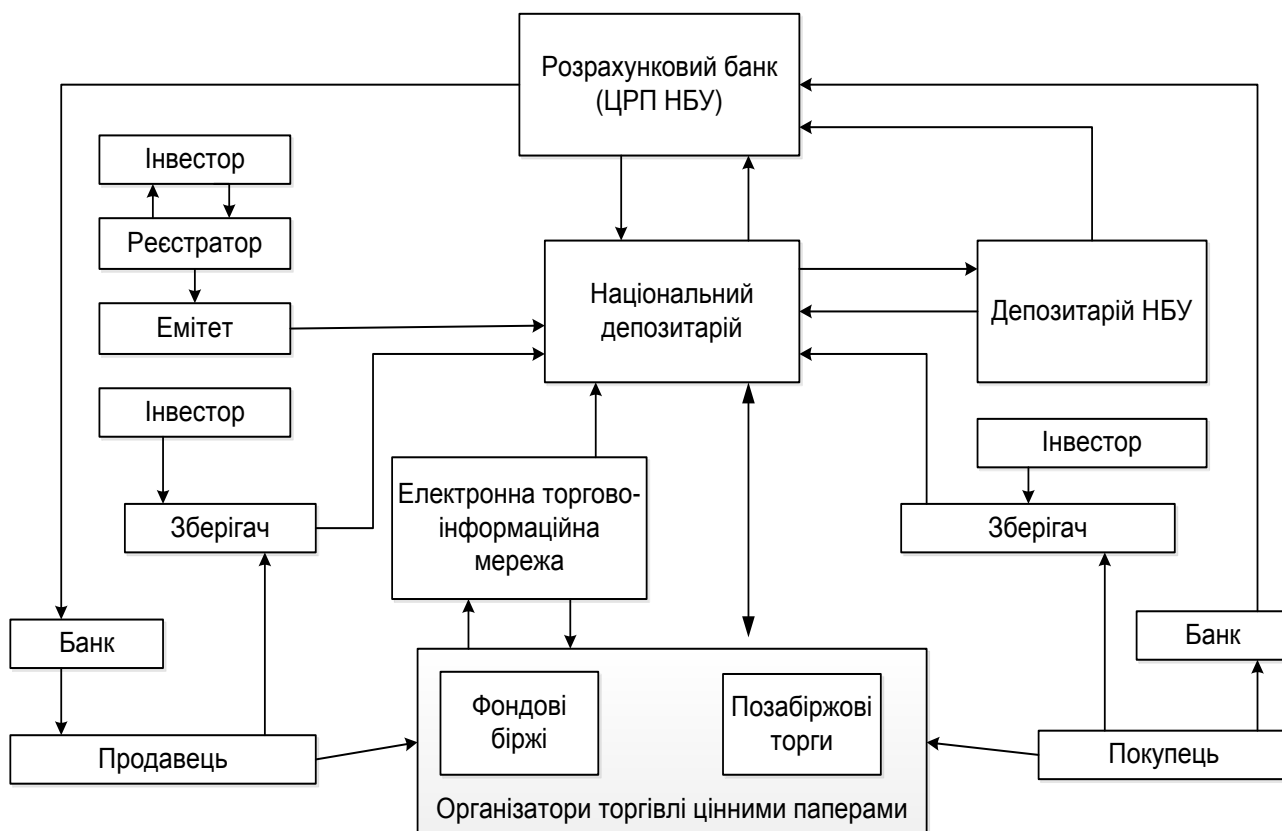 Розрахунковий банк
(ЦРП НБУ)
Інвестор
Реєстратор
Емітет
Національний
депозитарій
Депозитарій НБУ
Інвестор
Зберігач
Електронна торгово-
інформаційна
мережа
Інвестор
Зберігач
Банк
Банк
Продавець
Фондові
біржі
Позабіржові
торги
Покупець
Організатори торгівлі цінними паперами